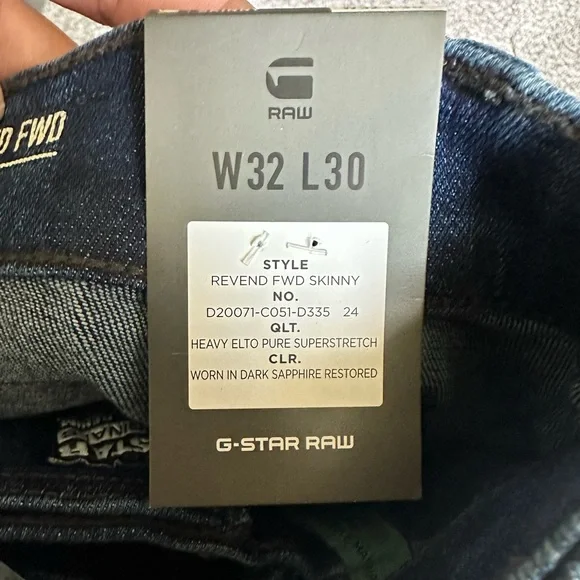 RAW
W32 L30
FWD
STYLE
REVEND FWD SKINNY
NO.
D20071-C051-D335 24
QLT.
HEAVY ELTO PURE SUPERSTRETCH
CLR.
WORN IN DARK SAPPHIRE RESTORED
G-STAR RAW